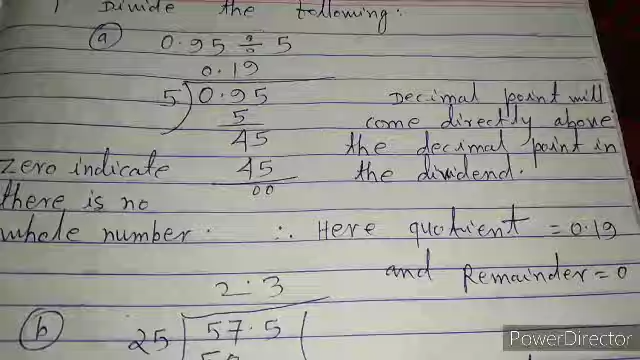 1 Divide the following:
(a) 0.95 ÷ 5
0.19
5 ) 0.95
5
45
45
00
Decimal point will
come directly above
the decimal point in
the dividend.
Zero indicate
there is no
whole number.
∴ Here quotient = 0.19
and Remainder = 0
2.3
(b) 25 ) 57.5 (
50
PowerDirector